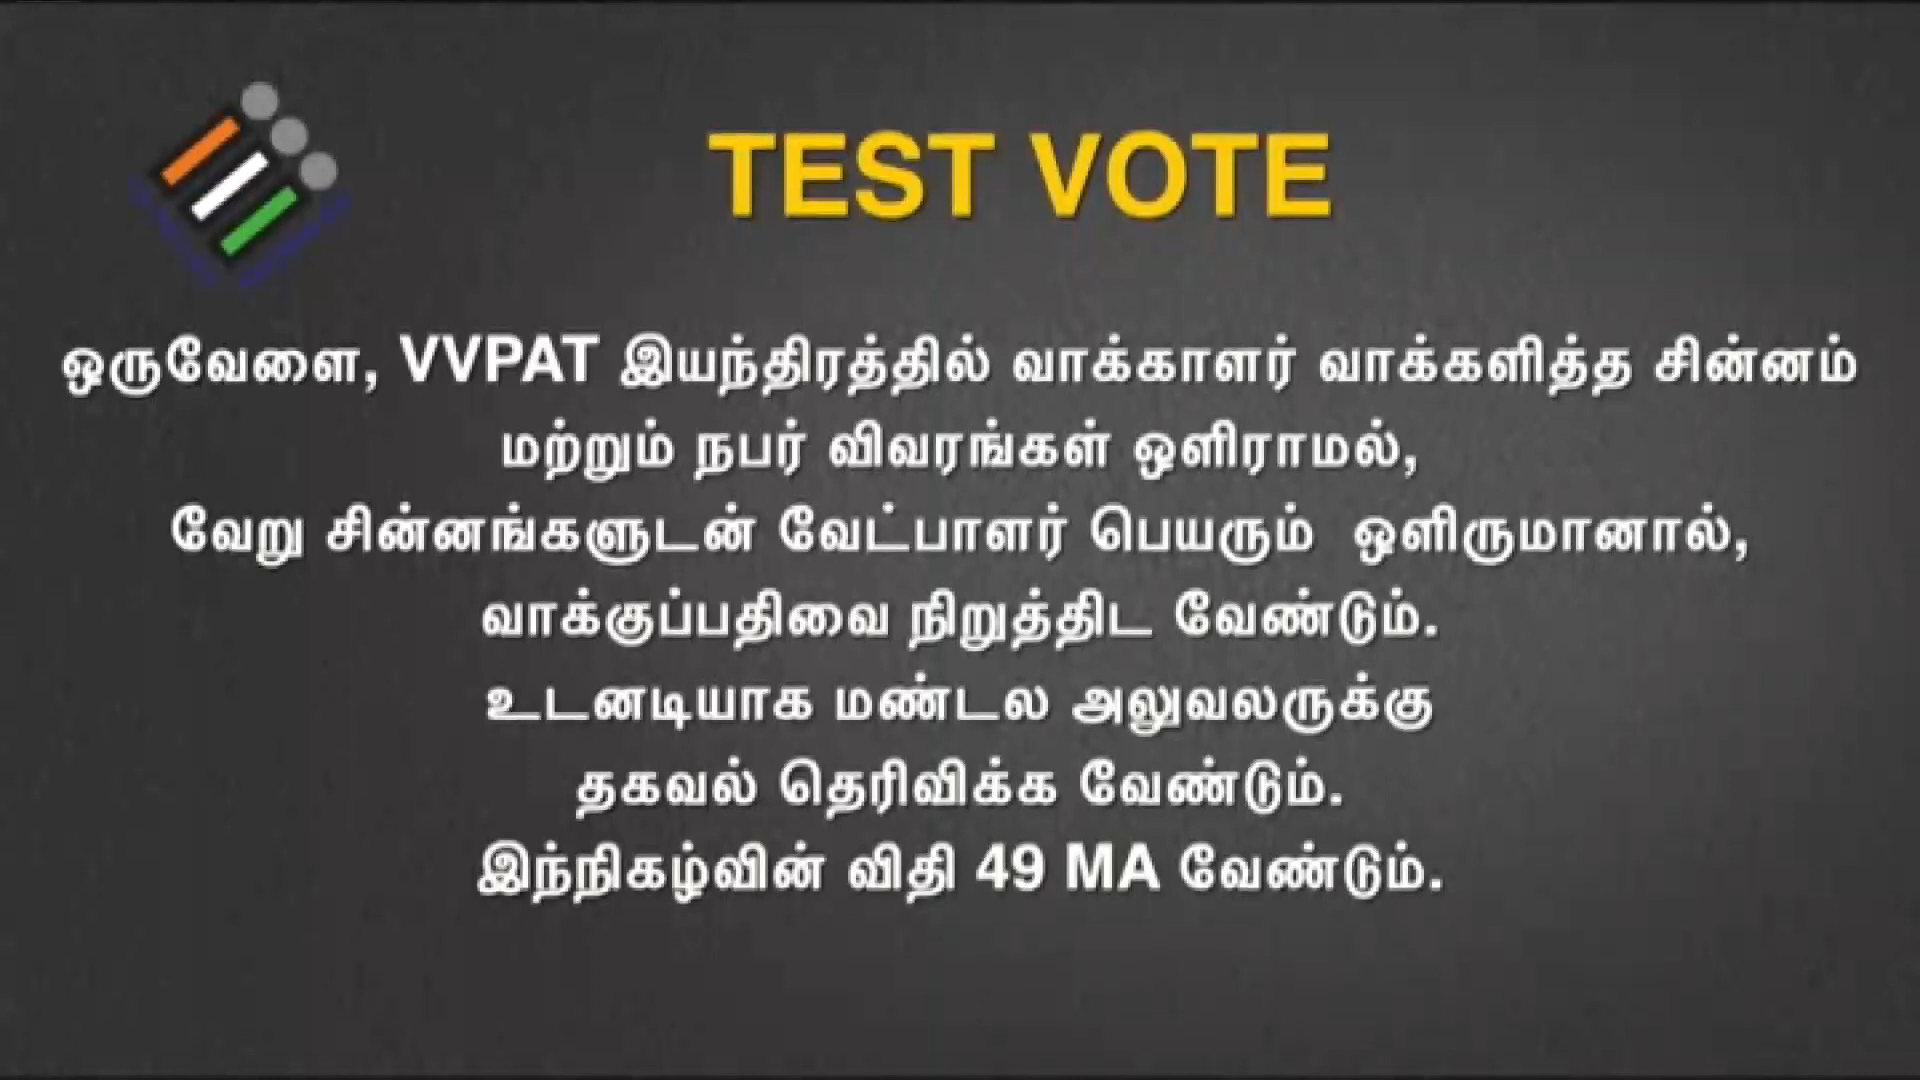 TEST VOTE
ஒருவேளை, VVPAT இயந்திரத்தில் வாக்காளர் வாக்களித்த சின்னம்
மற்றும் நபர் விவரங்கள் ஒளிராமல்,
வேறு சின்னங்களுடன் வேட்பாளர் பெயரும் ஒளிருமானால்,
வாக்குப்பதிவை நிறுத்திட வேண்டும்.
உடனடியாக மண்டல அலுவலருக்கு
தகவல் தெரிவிக்க வேண்டும்.
இந்நிகழ்வின் விதி 49 MA வேண்டும்.